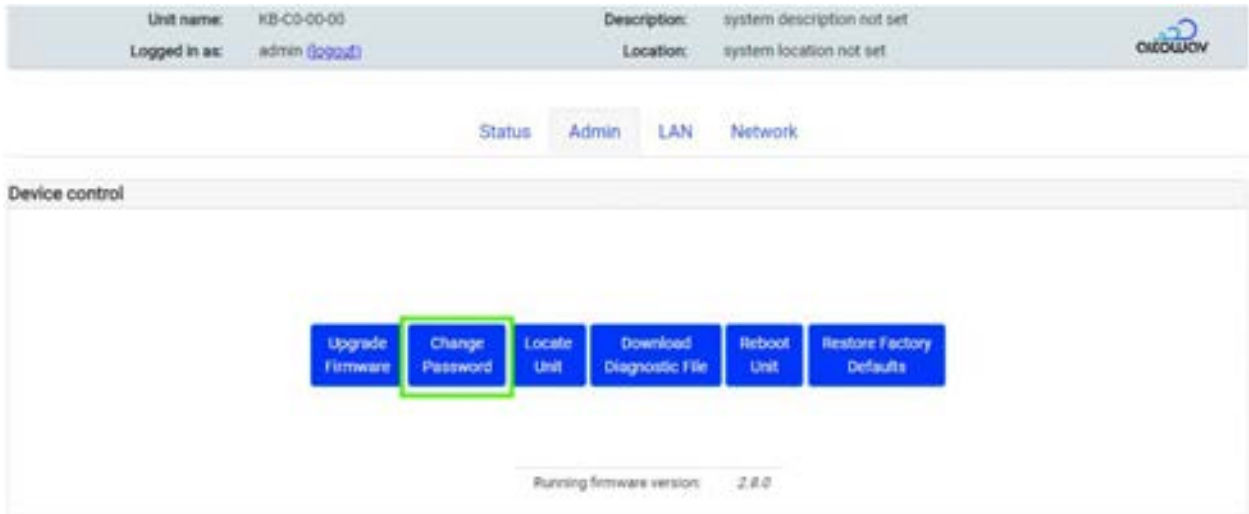 Unit name: KB-C0-00-00 Description: system description not set
Logged in as: admin (logout) Location: system location not set
Status Admin LAN Network
Device control
Upgrade Firmware
Change Password
Locate Unit
Download Diagnostic File
Reboot Unit
Restore Factory Defaults
Running firmware version: 2.8.0